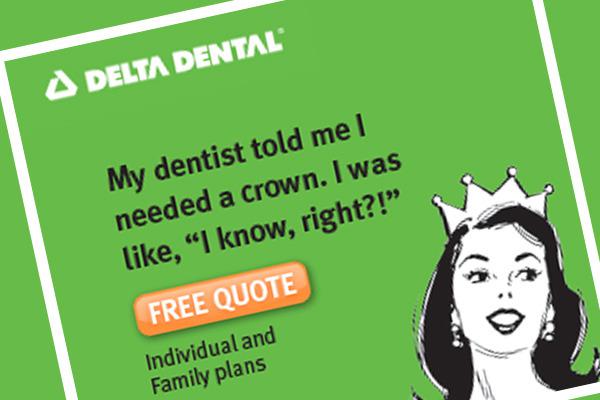 DELTA DENTAL®
My dentist told me I
needed a crown. I was
like, “I know, right?!”
FREE QUOTE
Individual and
Family plans